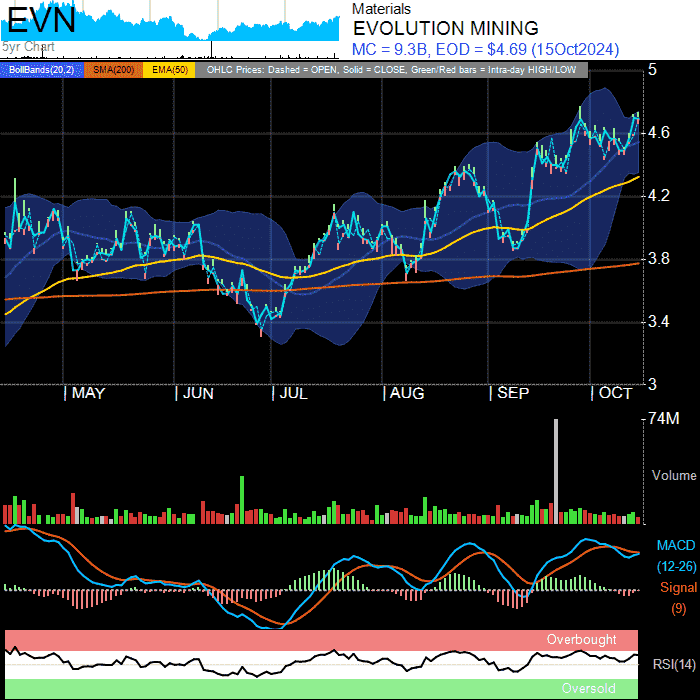 EVN
5yr Chart
Materials
EVOLUTION MINING
MC = 9.3B, EOD = $4.69 (15Oct2024)
BollBands(20,2) SMA(200) EMA(50) OHLC Prices: Dashed = OPEN, Solid = CLOSE, Green/Red bars = Intra-day HIGH/LOW
5
4.6
4.2
3.8
3.4
3
MAY JUN JUL AUG SEP OCT
74M
Volume
MACD
(12-26)
Signal
(9)
Overbought
RSI(14)
Oversold